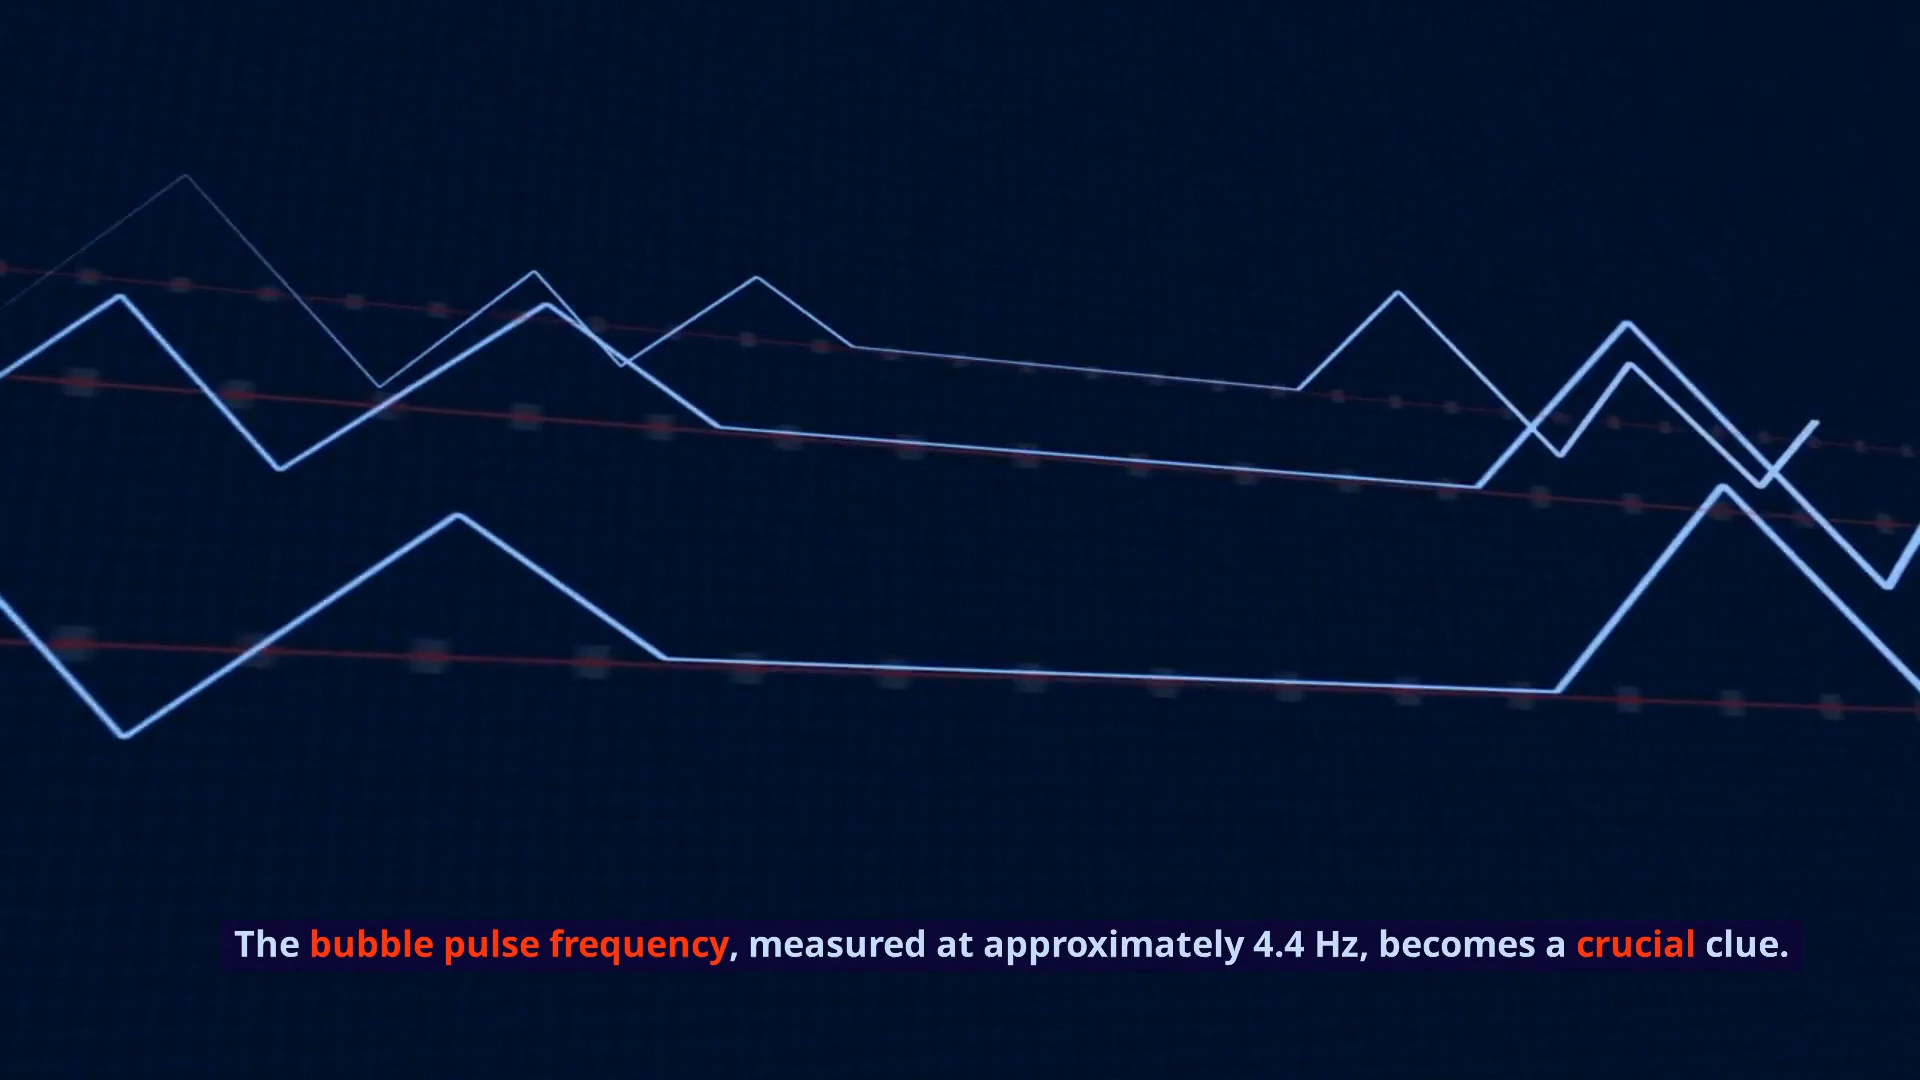 The bubble pulse frequency, measured at approximately 4.4 Hz, becomes a crucial clue.